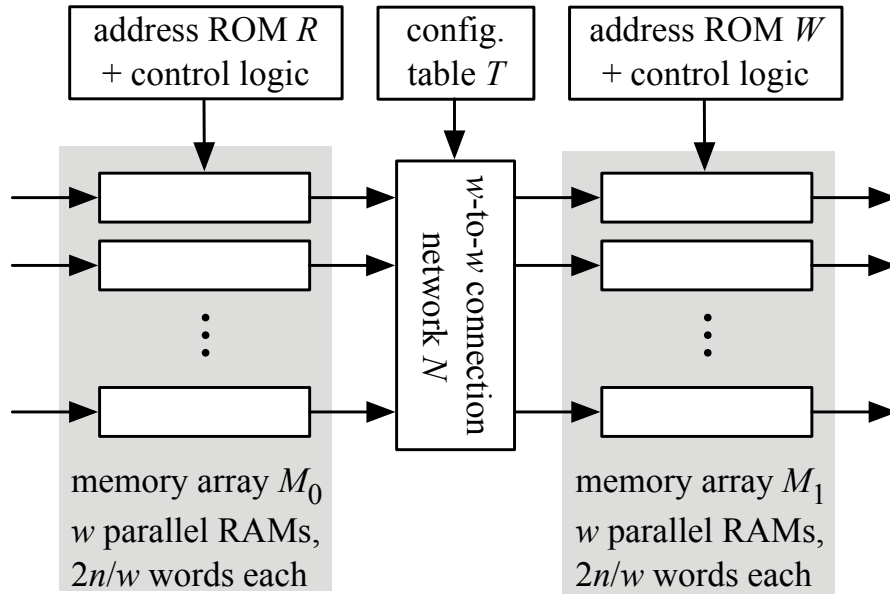 address ROM R
+ control logic
config.
table T
address ROM W
+ control logic
w-to-w connection
network N
memory array M₀
w parallel RAMs,
2n/w words each
memory array M₁
w parallel RAMs,
2n/w words each